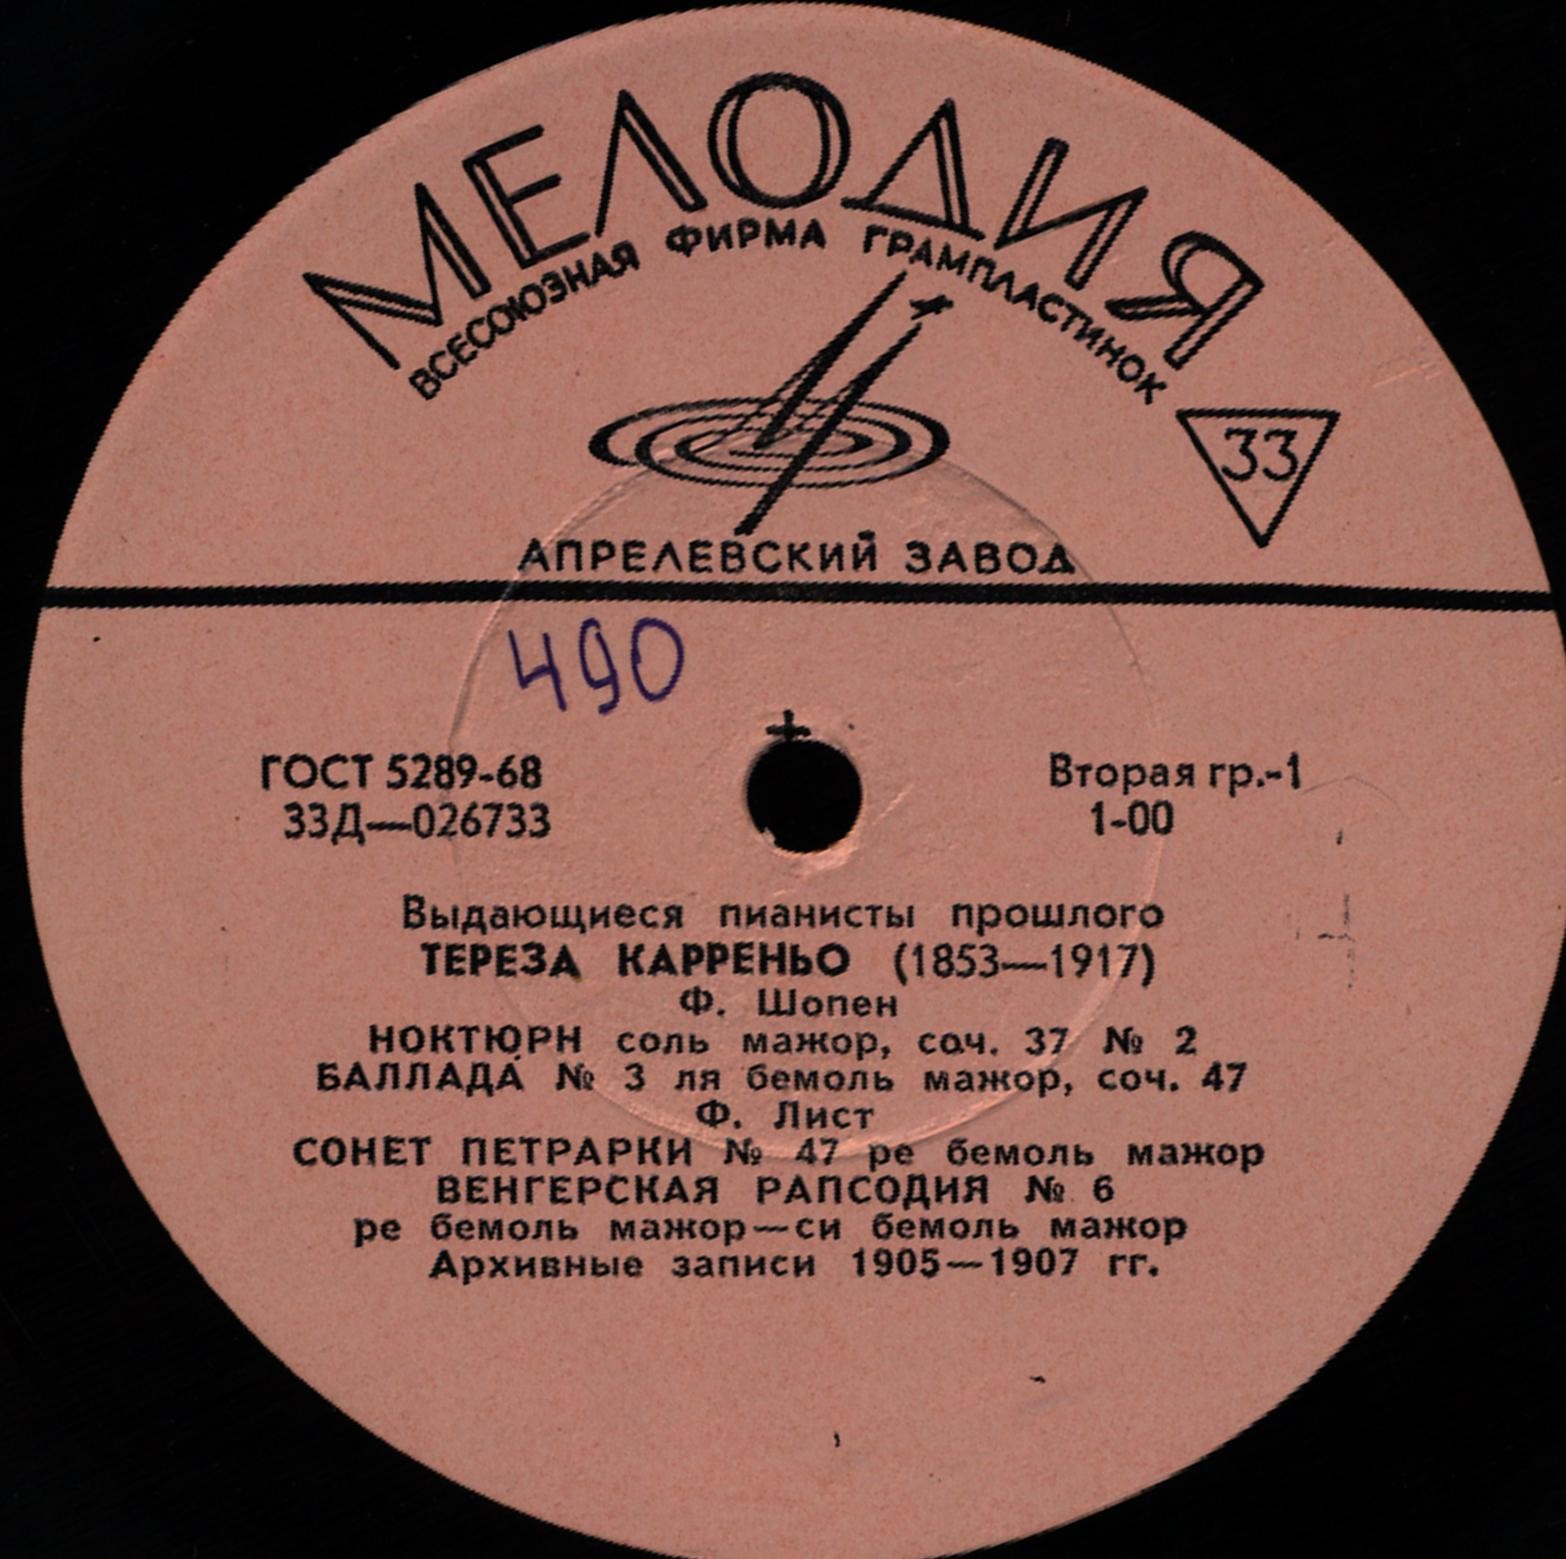 МЕЛОДИЯ
ВСЕСОЮЗНАЯ ФИРМА ГРАМПЛАСТИНОК
33
АПРЕЛЕВСКИЙ ЗАВОД
490
ГОСТ 5289-68
33Д—026733
Вторая гр.-1
1-00
Выдающиеся пианисты прошлого
ТЕРЕЗА КАРРЕНЬО (1853—1917)
Ф. Шопен
НОКТЮРН соль мажор, соч. 37 № 2
БАЛЛАДА № 3 ля бемоль мажор, соч. 47
Ф. Лист
СОНЕТ ПЕТРАРКИ № 47 ре бемоль мажор
ВЕНГЕРСКАЯ РАПСОДИЯ № 6
ре бемоль мажор—си бемоль мажор
Архивные записи 1905—1907 гг.